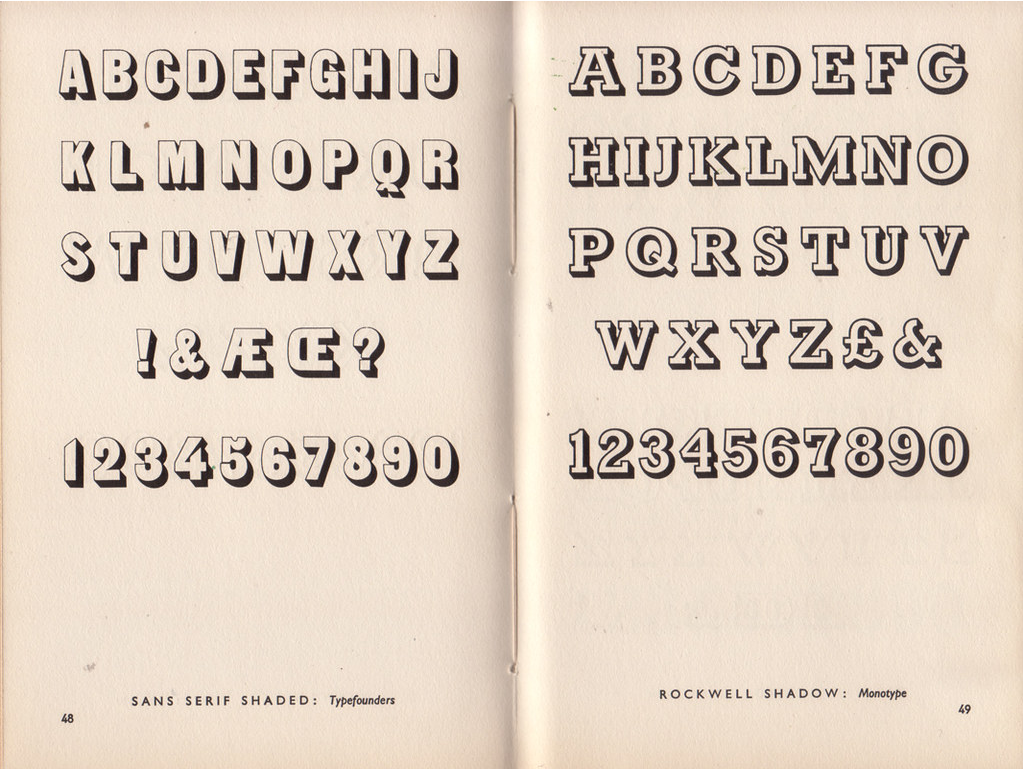 ABCDEFGHIJ
KLMNOPQR
STUVWXYZ
!&ÆŒ?
1234567890
SANS SERIF SHADED: Typefounders
48
ABCDEFG
HIJKLMNO
PQRSTUV
WXYZ£&
1234567890
ROCKWELL SHADOW: Monotype
49